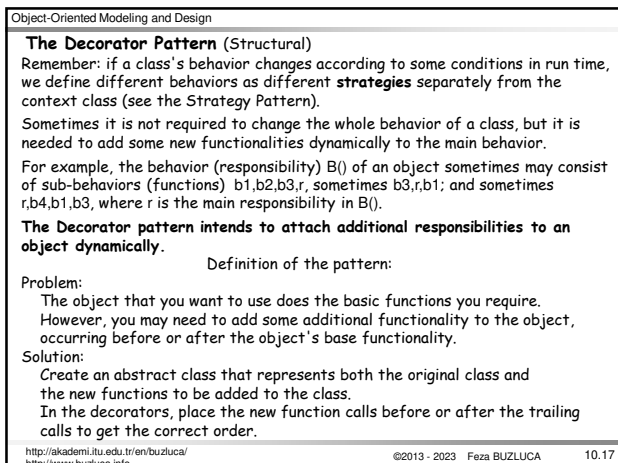 Object-Oriented Modeling and Design
The Decorator Pattern (Structural)
Remember: if a class's behavior changes according to some conditions in run time,
we define different behaviors as different strategies separately from the
context class (see the Strategy Pattern).
Sometimes it is not required to change the whole behavior of a class, but it is
needed to add some new functionalities dynamically to the main behavior.
For example, the behavior (responsibility) B() of an object sometimes may consist
of sub-behaviors (functions) b1,b2,b3,r, sometimes b3,r,b1; and sometimes
r,b4,b1,b3, where r is the main responsibility in B().
The Decorator pattern intends to attach additional responsibilities to an
object dynamically.
Definition of the pattern:
Problem:
The object that you want to use does the basic functions you require.
However, you may need to add some additional functionality to the object,
occurring before or after the object's base functionality.
Solution:
Create an abstract class that represents both the original class and
the new functions to be added to the class.
In the decorators, place the new function calls before or after the trailing
calls to get the correct order.
http://akademi.itu.edu.tr/en/buzluca/
http://www.buzluca.info
©2013 - 2023 Feza BUZLUCA 10.17